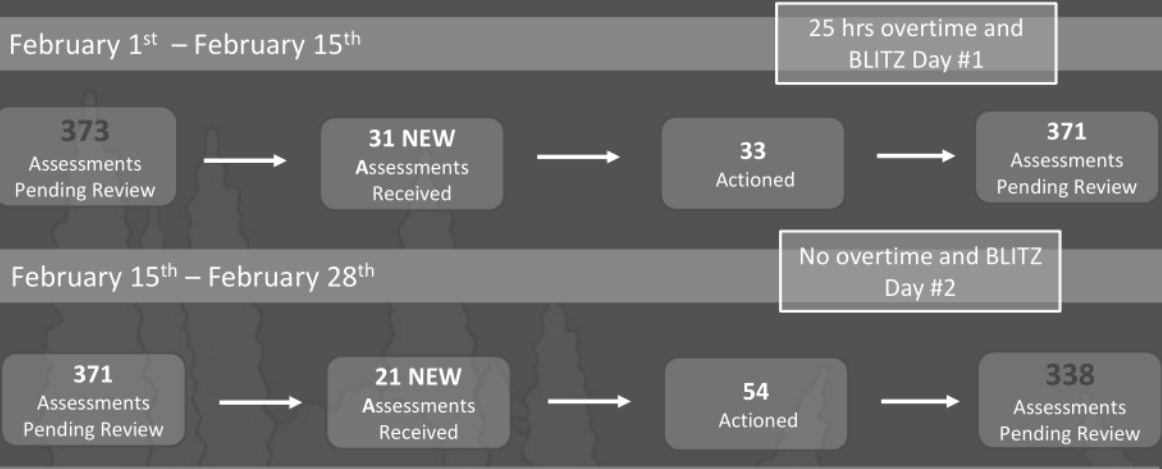 February 1st – February 15th
25 hrs overtime and
BLITZ Day #1
373
Assessments
Pending Review
31 NEW
Assessments
Received
33
Actioned
371
Assessments
Pending Review
February 15th – February 28th
No overtime and BLITZ
Day #2
371
Assessments
Pending Review
21 NEW
Assessments
Received
54
Actioned
338
Assessments
Pending Review